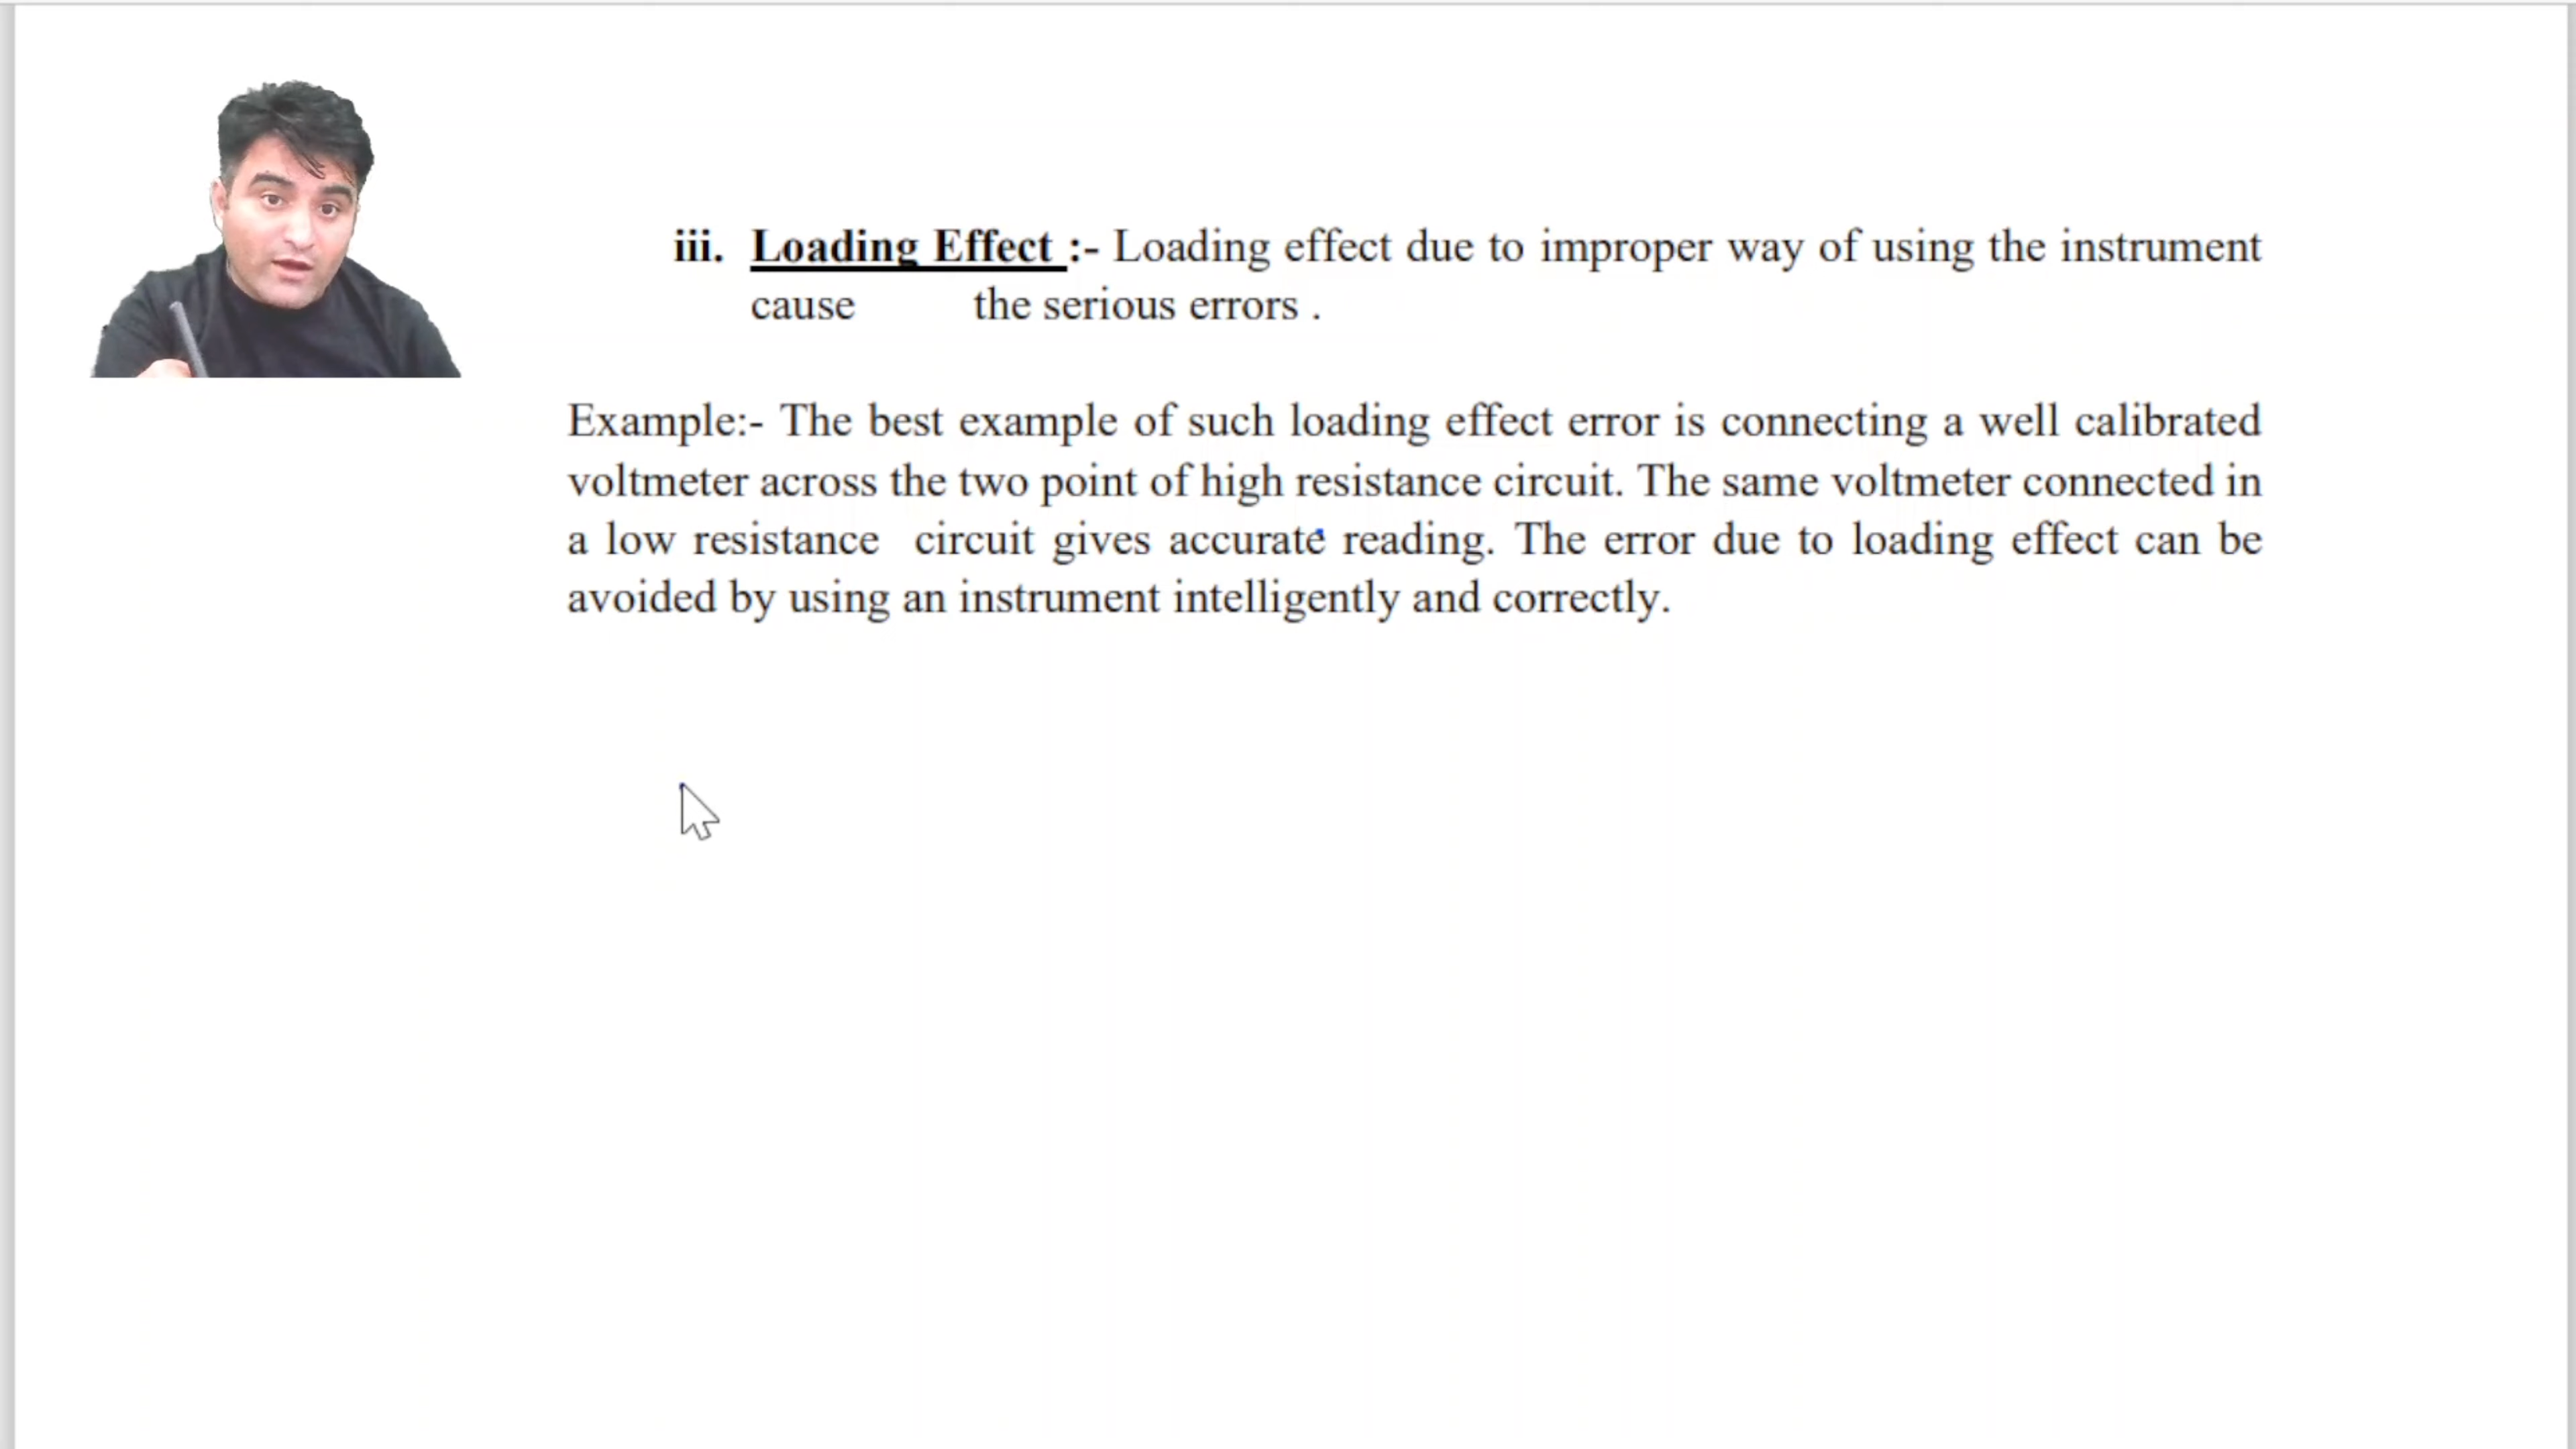 iii. Loading Effect :- Loading effect due to improper way of using the instrument
cause the serious errors .
Example:- The best example of such loading effect error is connecting a well calibrated
voltmeter across the two point of high resistance circuit. The same voltmeter connected in
a low resistance circuit gives accurate reading. The error due to loading effect can be
avoided by using an instrument intelligently and correctly.